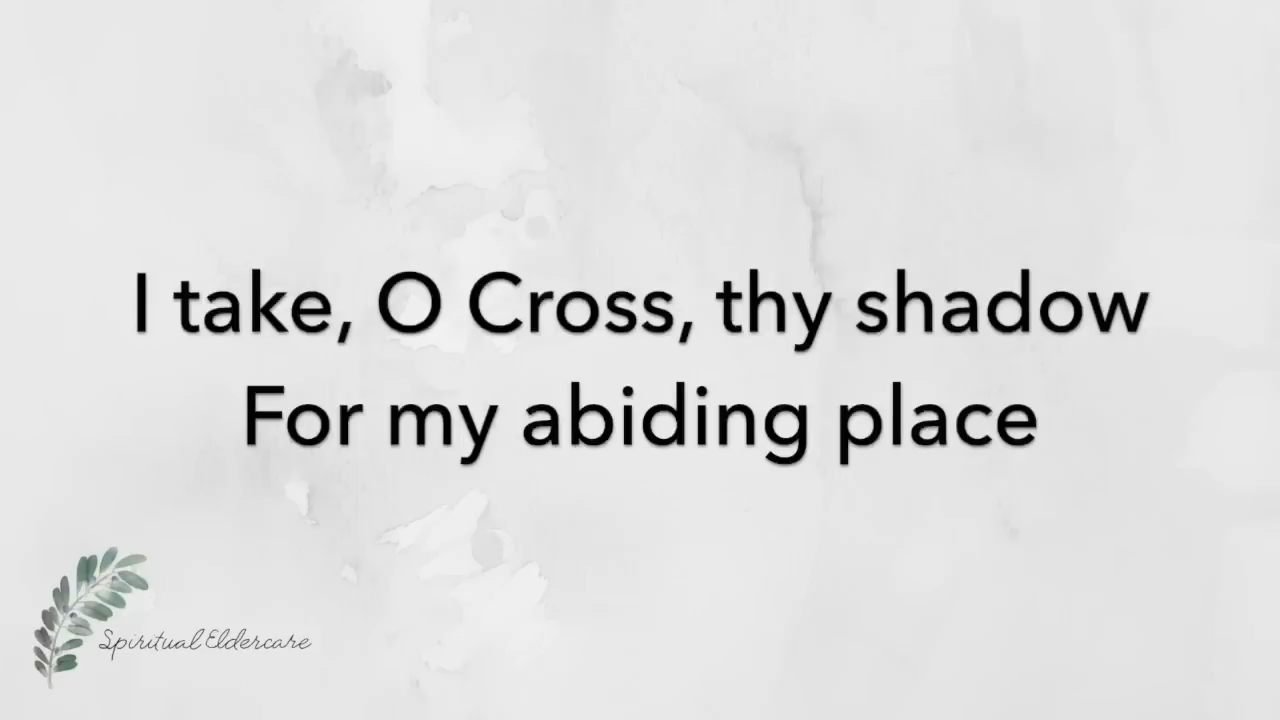 I take, O Cross, thy shadow
For my abiding place
Spiritual Eldercare